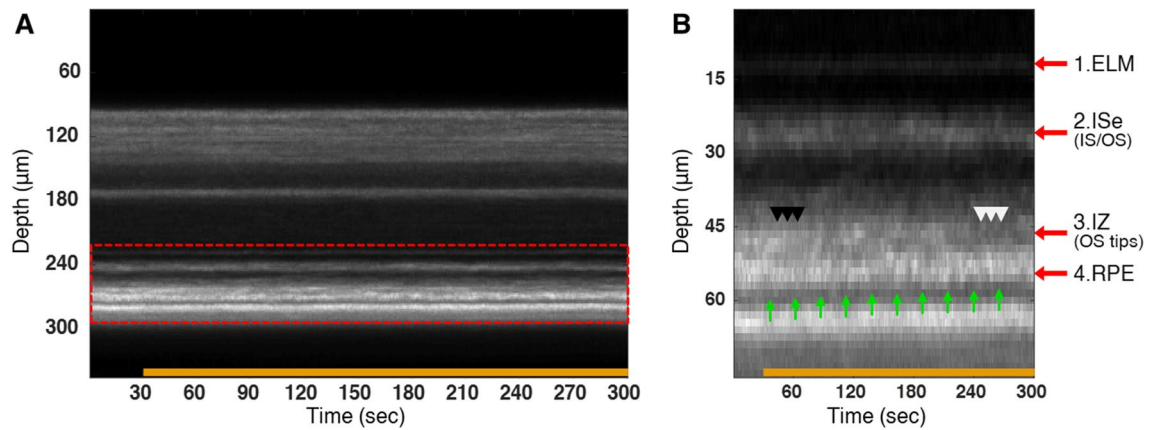 A
Depth (μm)
60
120
180
240
300
30 60 90 120 150 180 210 240 270 300
Time (sec)
B
Depth (μm)
15
30
45
60
60 120 180 240 300
Time (sec)
1.ELM
2.ISe
(IS/OS)
3.IZ
(OS tips)
4.RPE